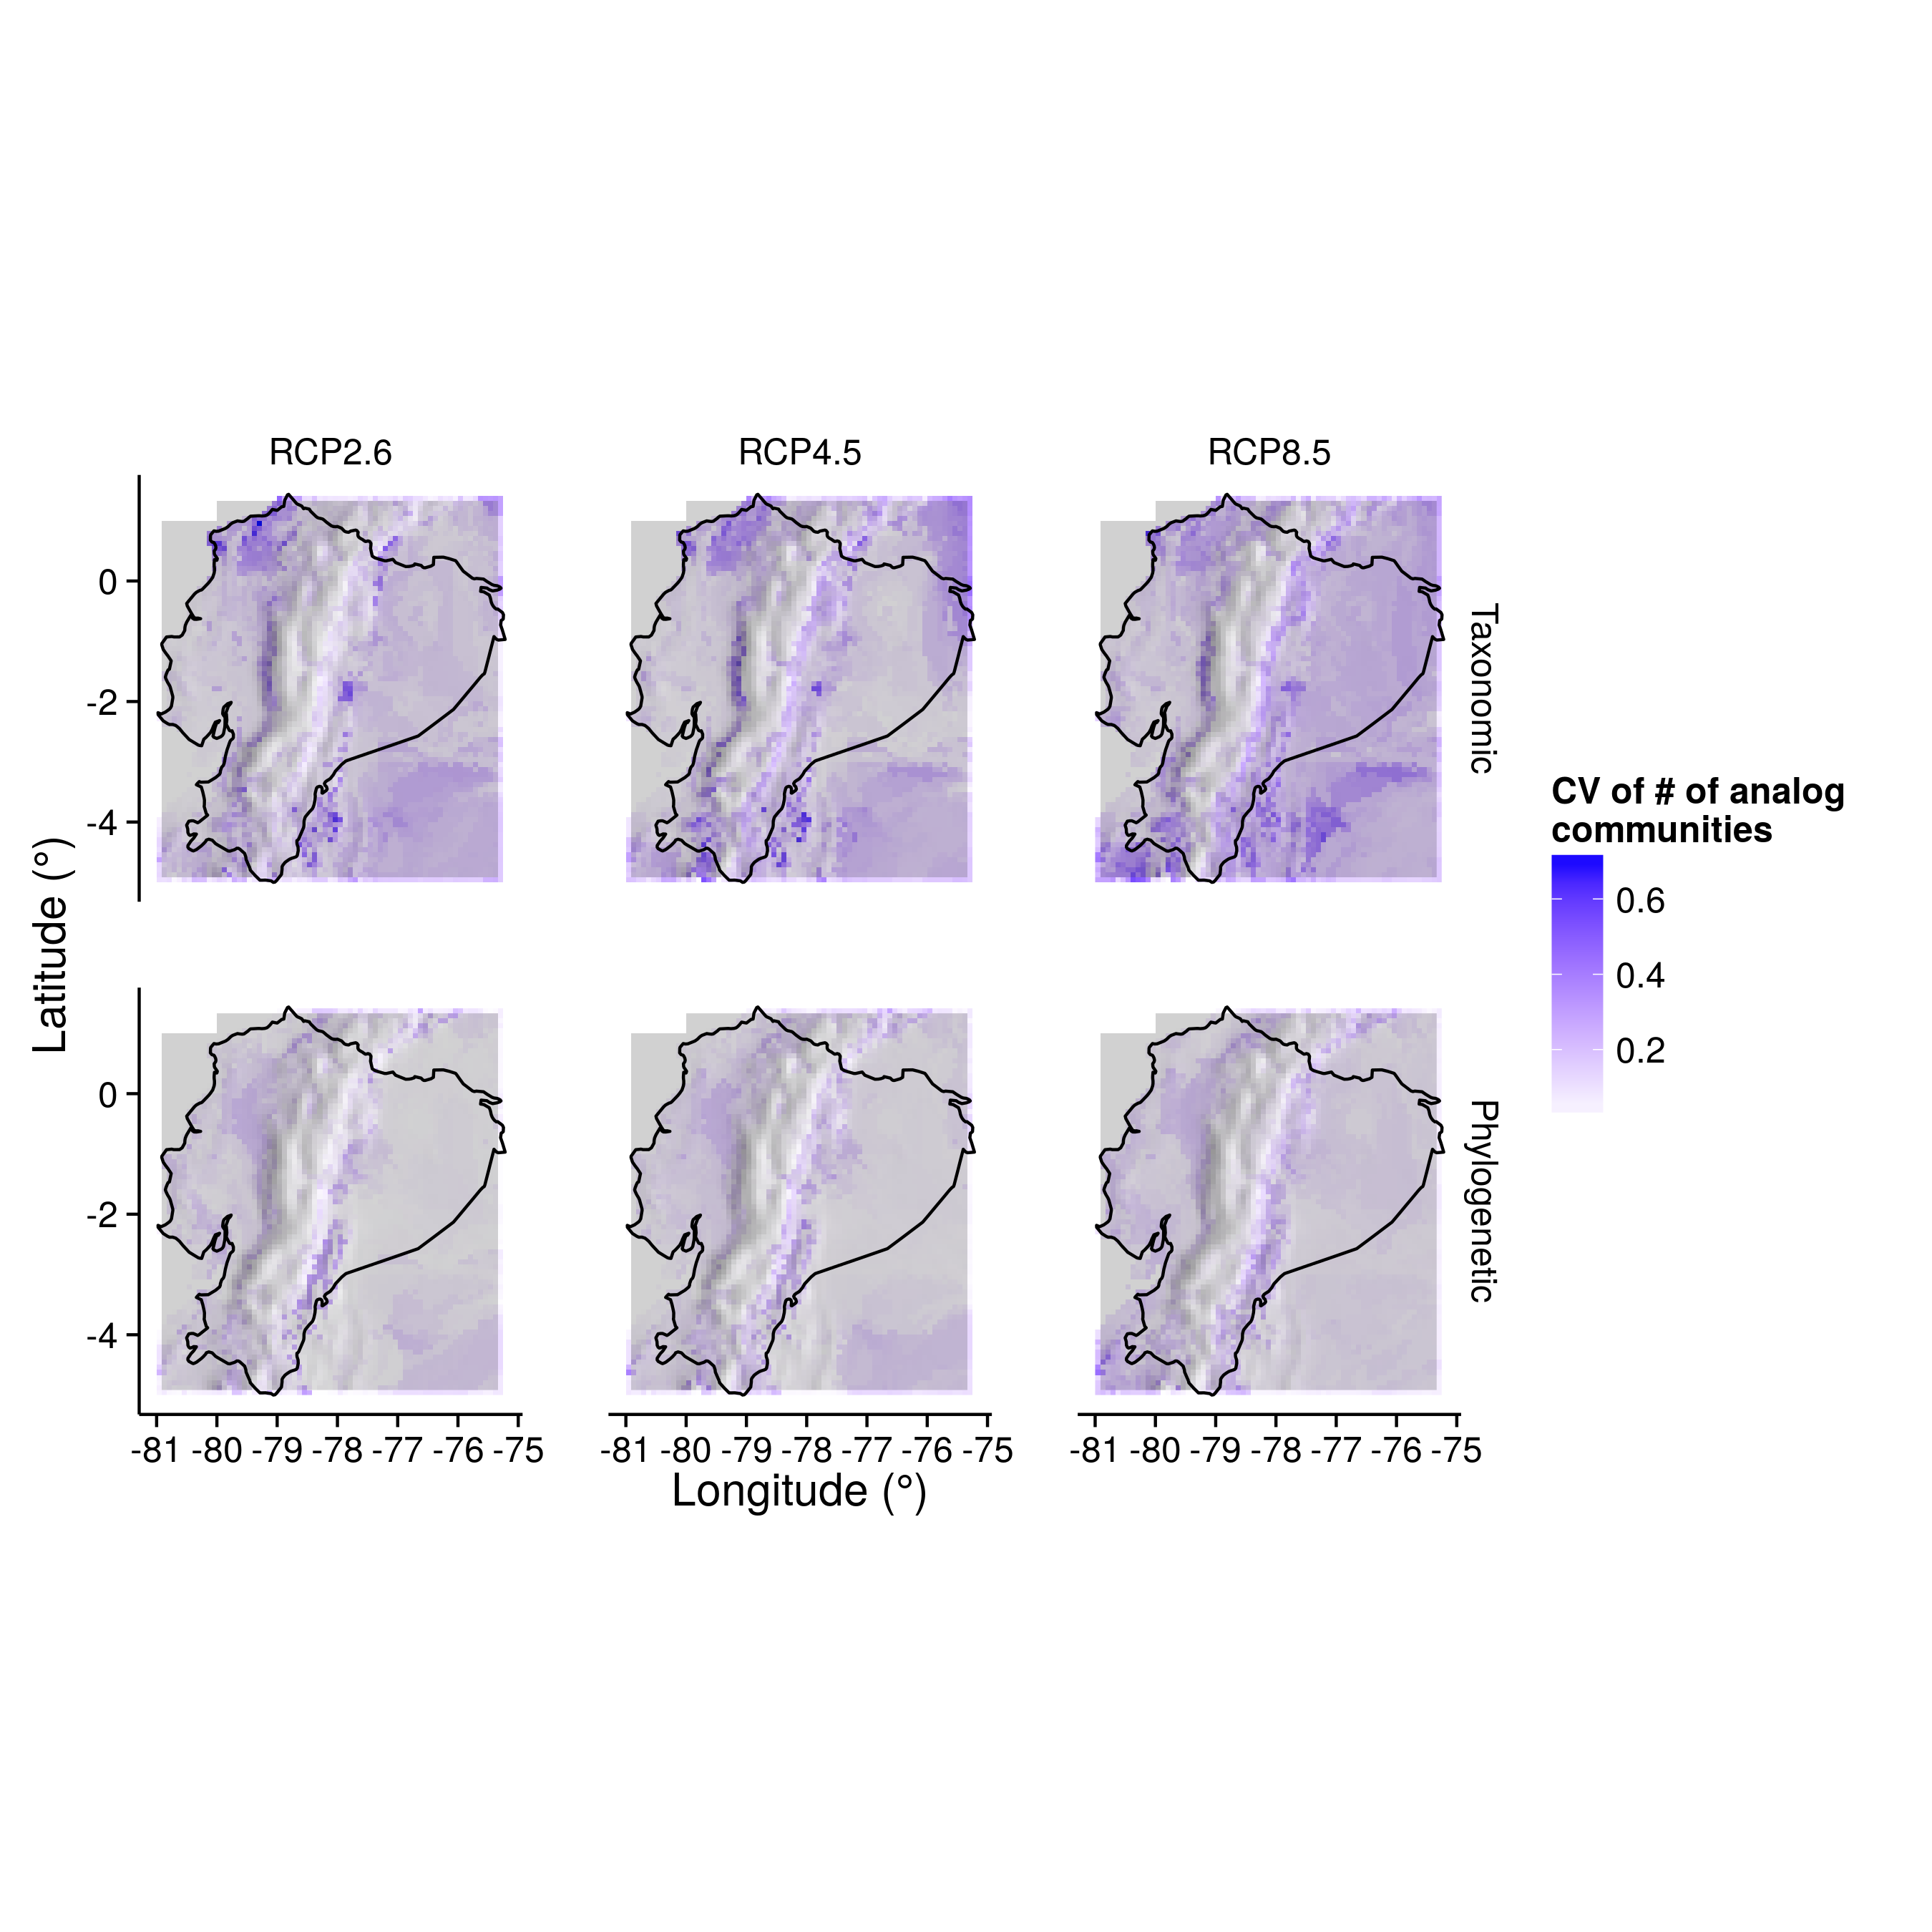 RCP2.6 RCP4.5 RCP8.5
0
-2
-4
Taxonomic
Latitude (°)
CV of # of analog
communities
0.6
0.4
0.2
0
-2
-4
Phylogenetic
-81 -80 -79 -78 -77 -76 -75 -81 -80 -79 -78 -77 -76 -75 -81 -80 -79 -78 -77 -76 -75
Longitude (°)